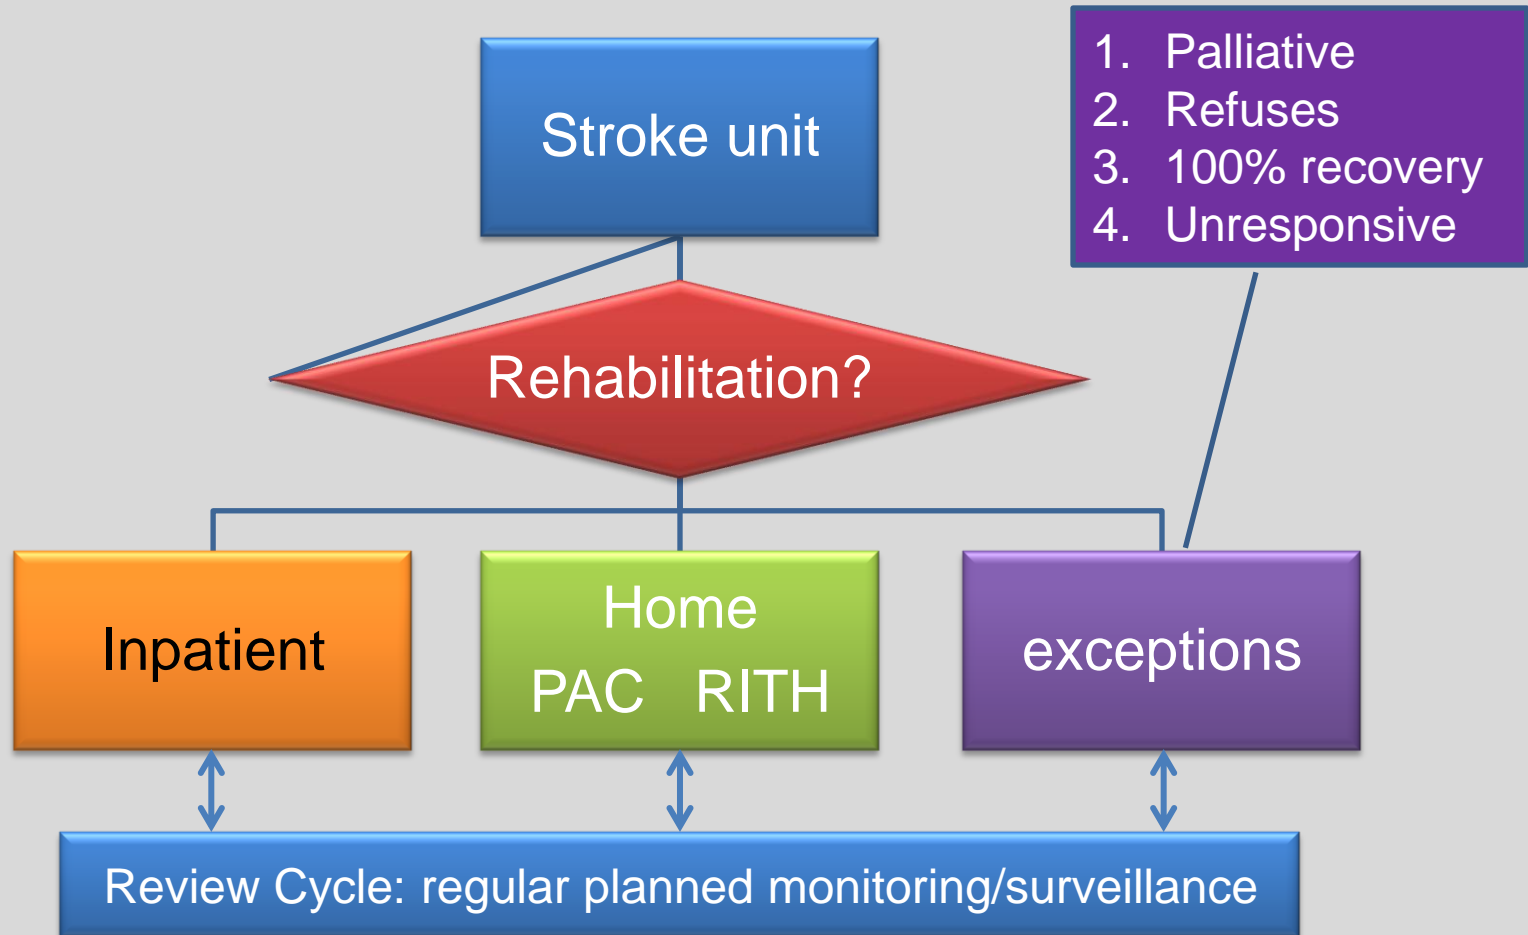 Stroke unit
1. Palliative
2. Refuses
3. 100% recovery
4. Unresponsive
Rehabilitation?
Inpatient
Home
PAC RITH
exceptions
Review Cycle: regular planned monitoring/surveillance